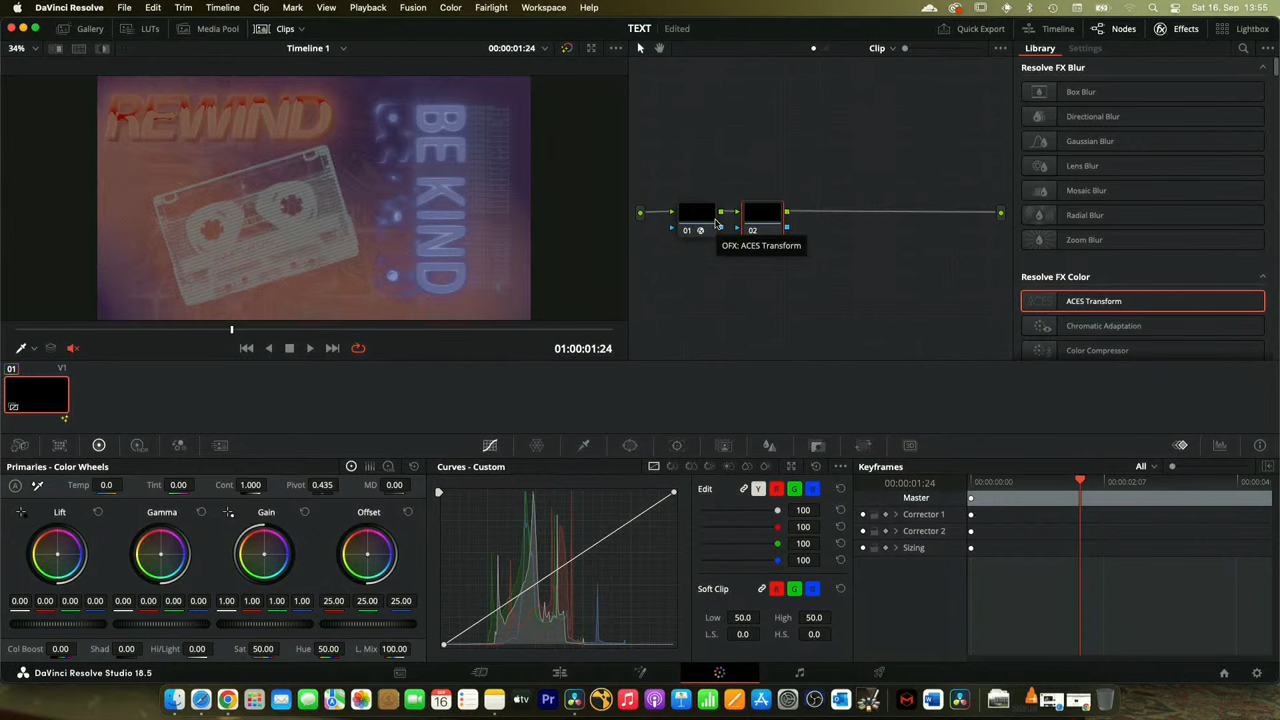 DaVinci Resolve File Edit Trim Timeline Clip Mark View Playback Fusion Color Fairlight Workspace Help Sat 16. Sep 13:55
Gallery LUTs Media Pool Clips TEXT Edited Quick Export Timeline Nodes Effects Lightbox
34% Timeline 1 00:00:01:24 Clip Library Settings
Resolve FX Blur
Box Blur
Directional Blur
Gaussian Blur
Lens Blur
Mosaic Blur
Radial Blur
Zoom Blur
Resolve FX Color
ACES Transform
Chromatic Adaptation
Color Compressor
REWIND
BE KIND
01 02
OFX: ACES Transform
01:00:01:24
01 V1
Primaries - Color Wheels Curves - Custom Keyframes All
Temp 0.0 Tint 0.00 Cont 1.000 Pivot 0.435 MD 0.00
Lift Gamma Gain Offset
0.00 0.00 0.00 0.00 0.00 0.00 0.00 0.00 1.00 1.00 1.00 1.00 25.00 25.00 25.00
Col Boost 0.00 Shad 0.00 Hi/Light 0.00 Sat 50.00 Hue 50.00 L. Mix 100.00
Edit Y R G B
100
100
100
100
Soft Clip R G B
Low 50.0 High 50.0
L.S. 0.0 H.S. 0.0
00:00:01:24 00:00:00:00 00:00:02:07 00:00:04
Master
Corrector 1
Corrector 2
Sizing
DaVinci Resolve Studio 18.5
SEP
16
tv
Pr